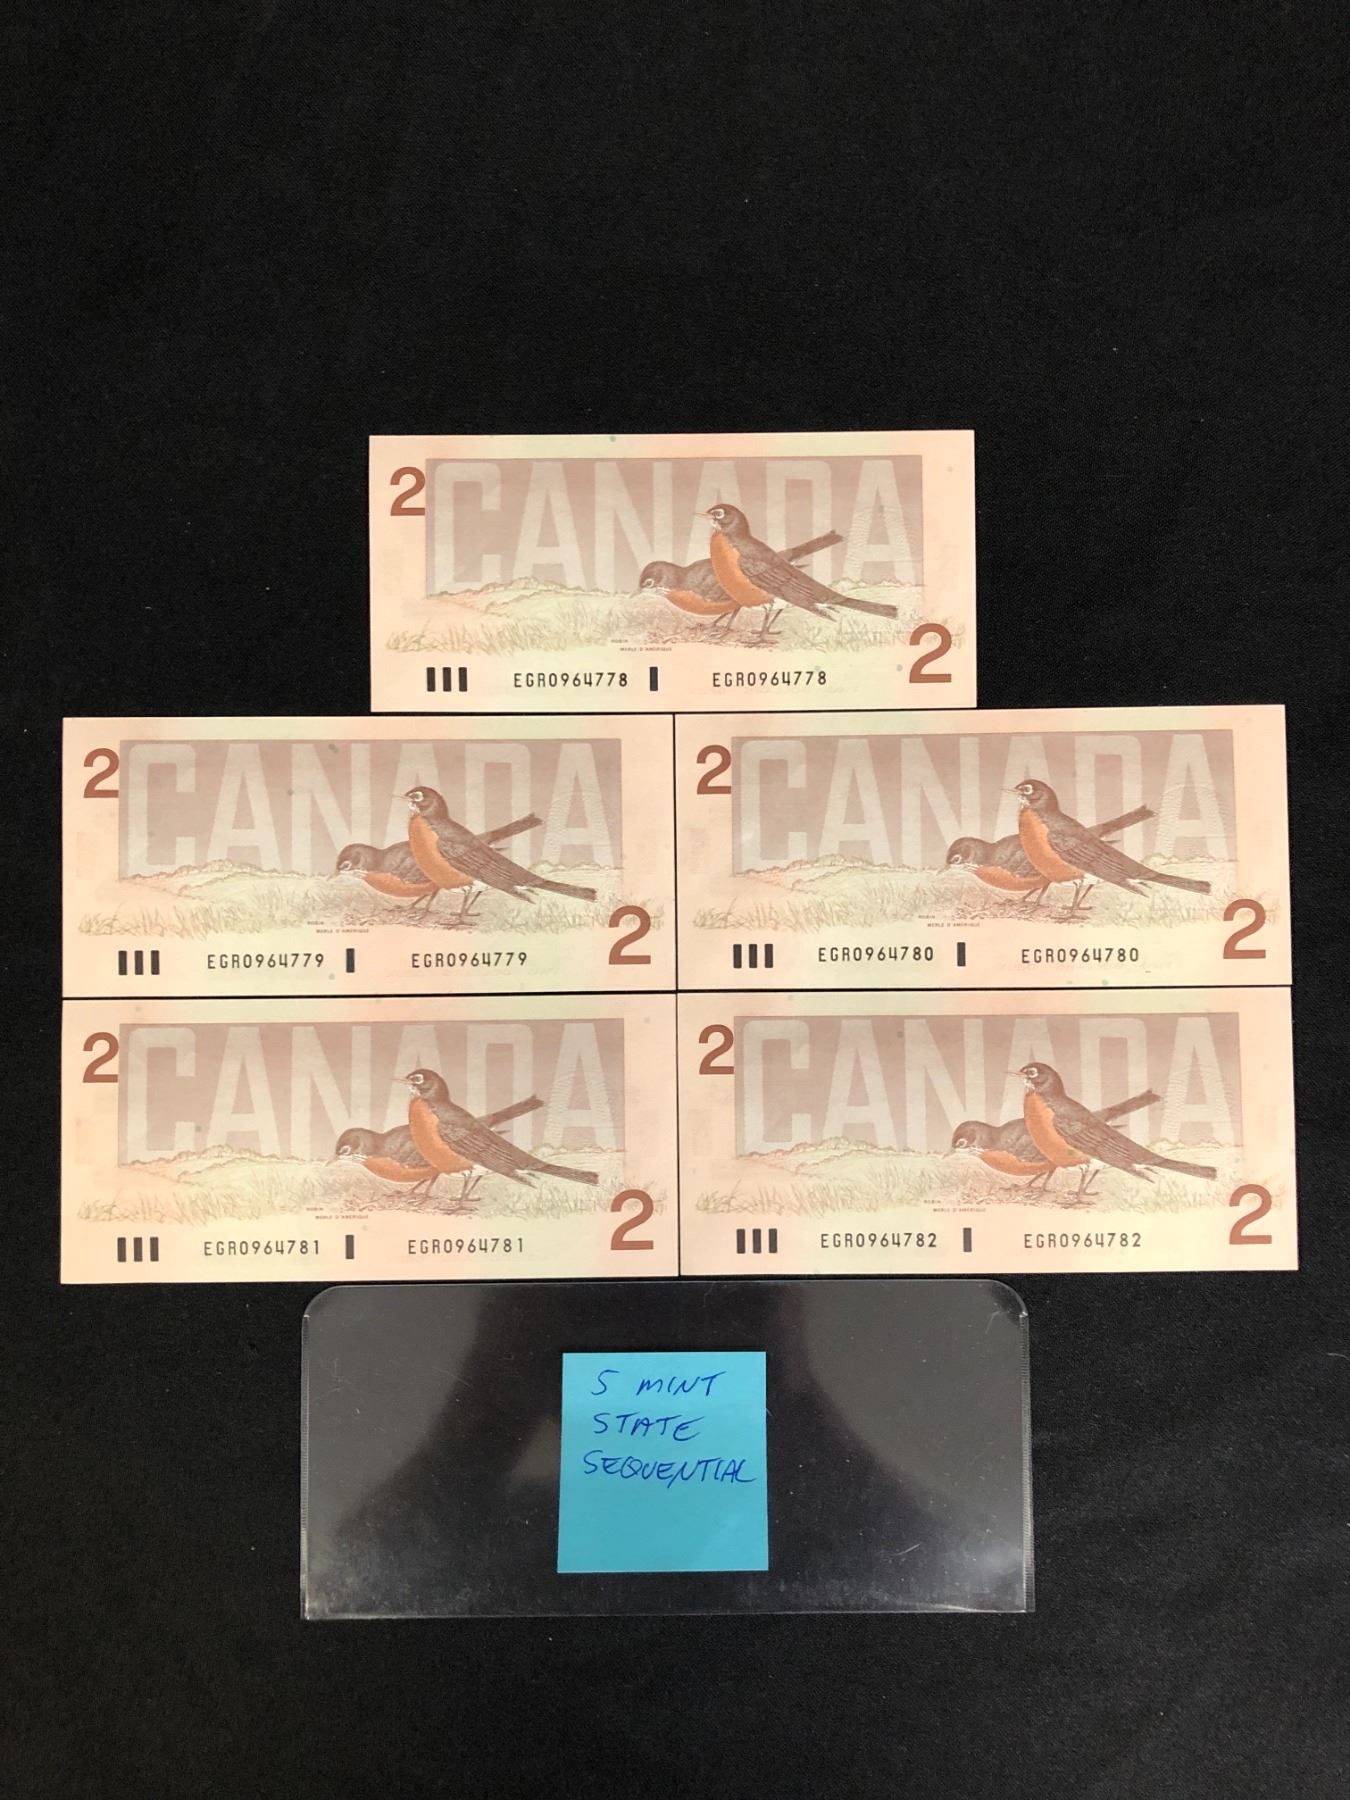 2
CANADA
ROBIN
MERLE D'AMÉRIQUE
2
EGR0964778 EGR0964778
2
CANADA
ROBIN
MERLE D'AMÉRIQUE
2
EGR0964779 EGR0964779
2
CANADA
ROBIN
MERLE D'AMÉRIQUE
2
EGR0964780 EGR0964780
2
CANADA
ROBIN
MERLE D'AMÉRIQUE
2
EGR0964781 EGR0964781
2
CANADA
ROBIN
MERLE D'AMÉRIQUE
2
EGR0964782 EGR0964782
5 MINT
STATE
SEQUENTIAL